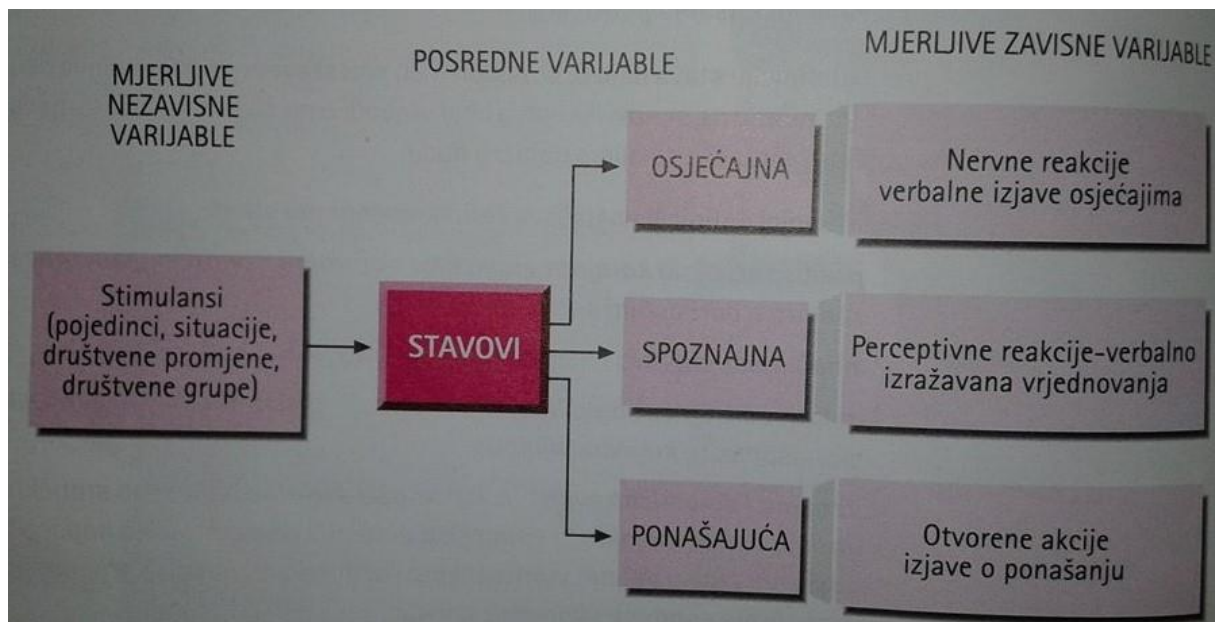 MJERLJIVE
NEZAVISNE
VARIJABLE
POSREDNE VARIJABLE
MJERLJIVE ZAVISNE VARIJABLE
Stimulansi
(pojedinci, situacije,
društvene promjene,
društvene grupe)
STAVOVI
OSJEĆAJNA
Nervne reakcije
verbalne izjave osjećajima
SPOZNAJNA
Perceptivne reakcije-verbalno
izražavana vrjednovanja
PONAŠAJUĆA
Otvorene akcije
izjave o ponašanju